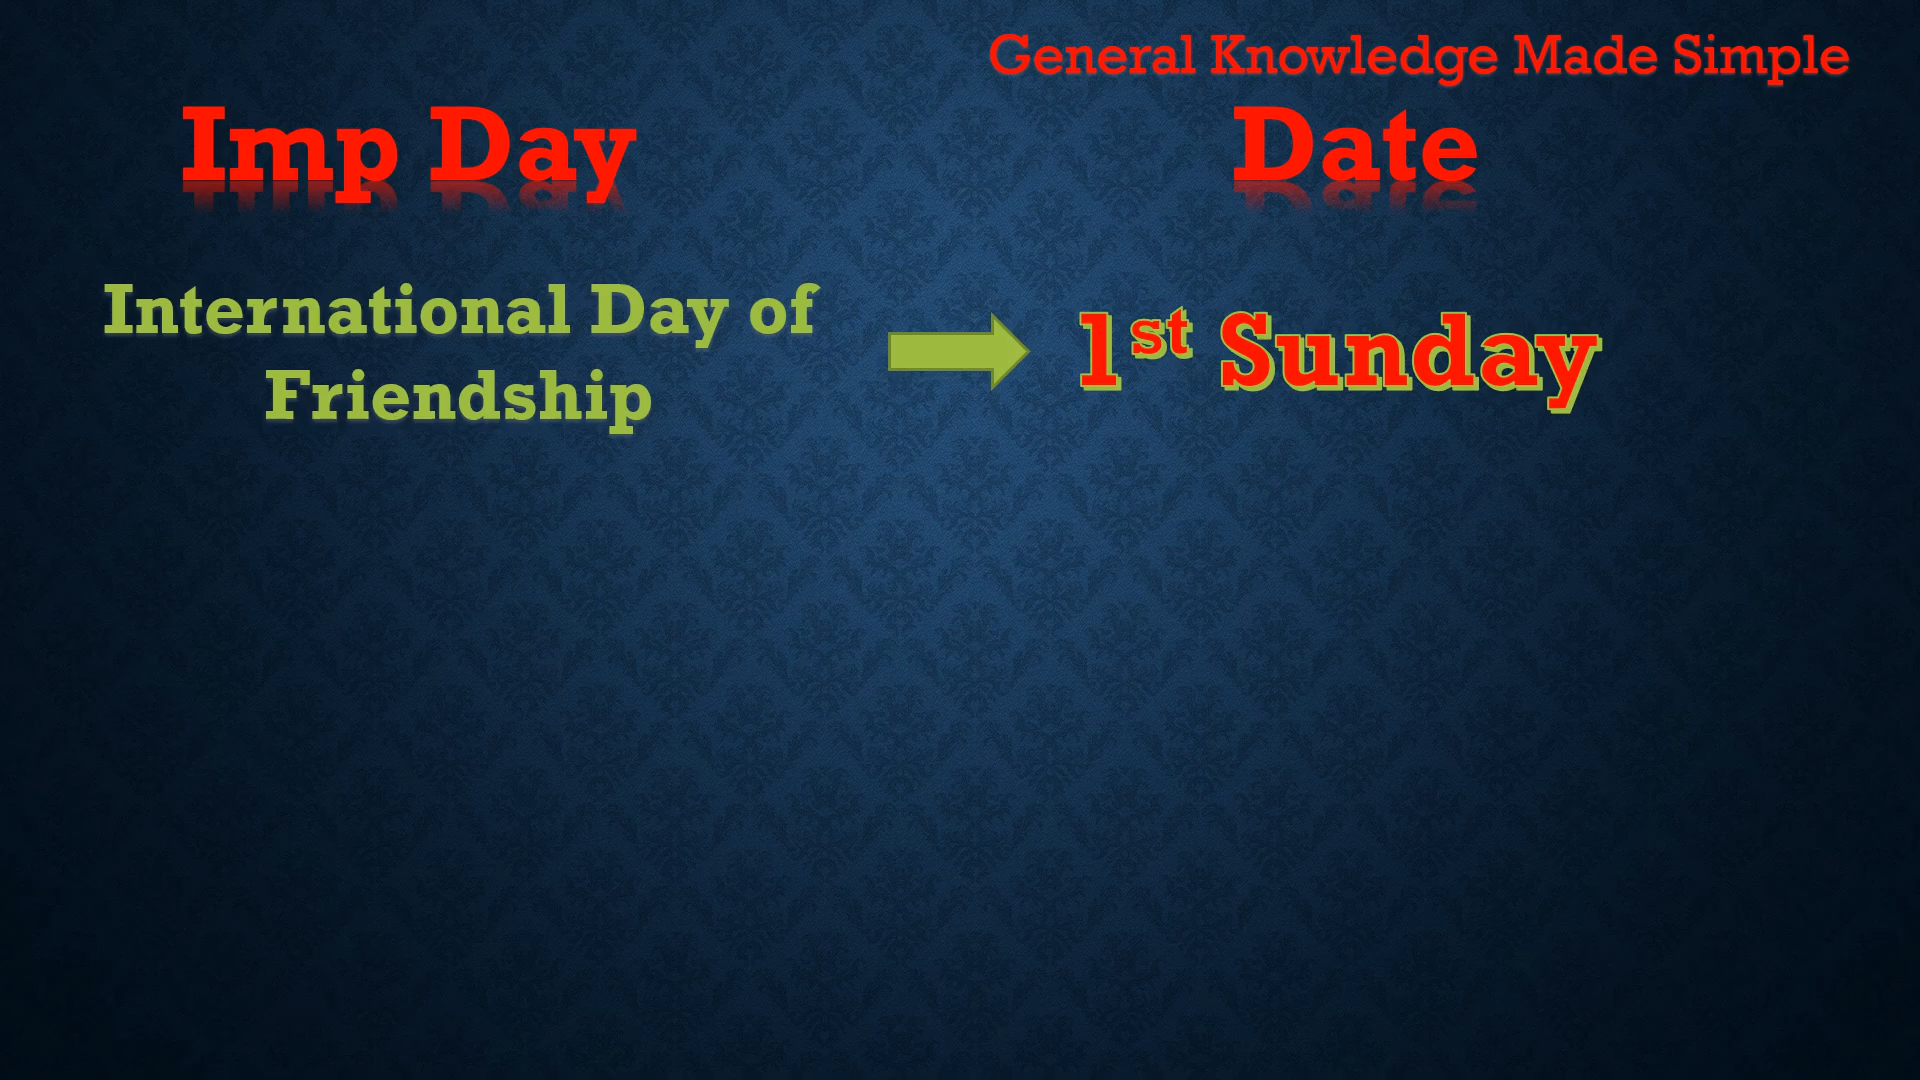 General Knowledge Made Simple
Imp Day
Date
International Day of
Friendship
1st Sunday